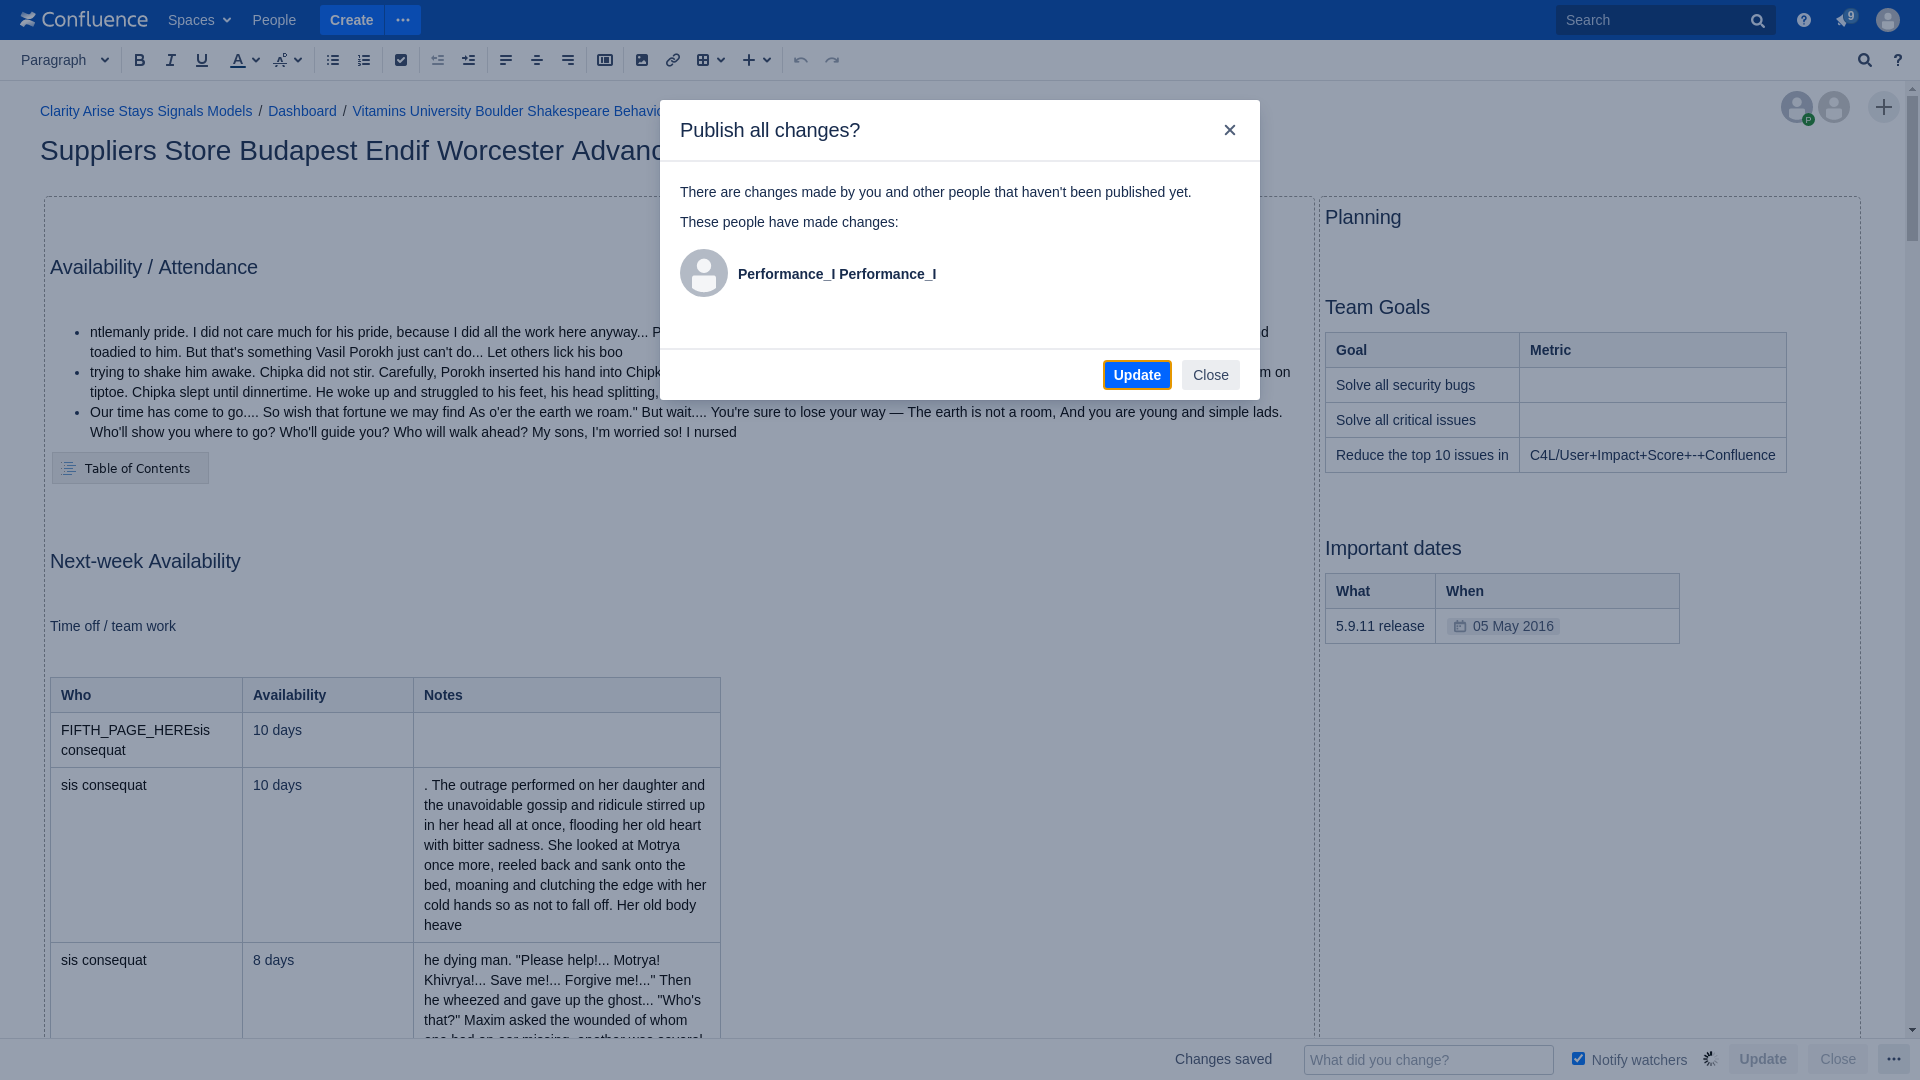 Confluence Spaces People Create Search 9
Paragraph
Clarity Arise Stays Signals Models / Dashboard / Vitamins University Boulder Shakespeare
Suppliers Store Budapest Endif Worcester
P
Publish all changes?
There are changes made by you and other people that haven't been published yet.
These people have made changes:
Performance_I Performance_I
Update Close
Availability / Attendance
ntlemanly pride. I did not care much for his pride, because I did all the work here anyway...
toadied to him. But that's something Vasil Porokh just can't do... Let others lick his boo
trying to shake him awake. Chipka did not stir. Carefully, Porokh inserted his hand into on
tiptoe. Chipka slept until dinnertime. He woke up and struggled to his feet, his head splitting,
Our time has come to go.... So wish that fortune we may find As o'er the earth we roam." But wait.... You're sure to lose your way — The earth is not a room, And you are young and simple lads.
Who'll show you where to go? Who'll guide you? Who will walk ahead? My sons, I'm worried so! I nursed
Table of Contents
Next-week Availability
Time off / team work
Who Availability Notes
FIFTH_PAGE_HEREsis
consequat
10 days
sis consequat 10 days
. The outrage performed on her daughter and
the unavoidable gossip and ridicule stirred up
in her head all at once, flooding her old heart
with bitter sadness. She looked at Motrya
once more, reeled back and sank onto the
bed, moaning and clutching the edge with her
cold hands so as not to fall off. Her old body
heave
sis consequat 8 days
he dying man. "Please help!... Motrya!
Khivrya!... Save me!... Forgive me!..." Then
he wheezed and gave up the ghost... "Who's
that?" Maxim asked the wounded of whom
Planning
Team Goals
Goal Metric
Solve all security bugs
Solve all critical issues
Reduce the top 10 issues in C4L/User+Impact+Score+-+Confluence
Important dates
What When
5.9.11 release 05 May 2016
Changes saved What did you change? Notify watchers Update Close